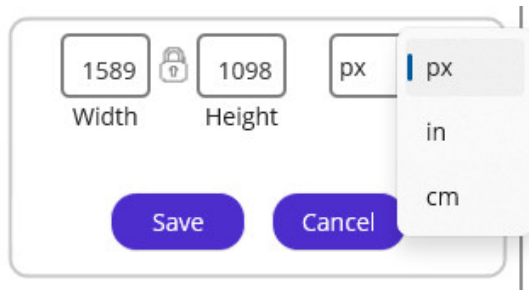 1589 1098 px px
Width Height
in
cm
Save Cancel